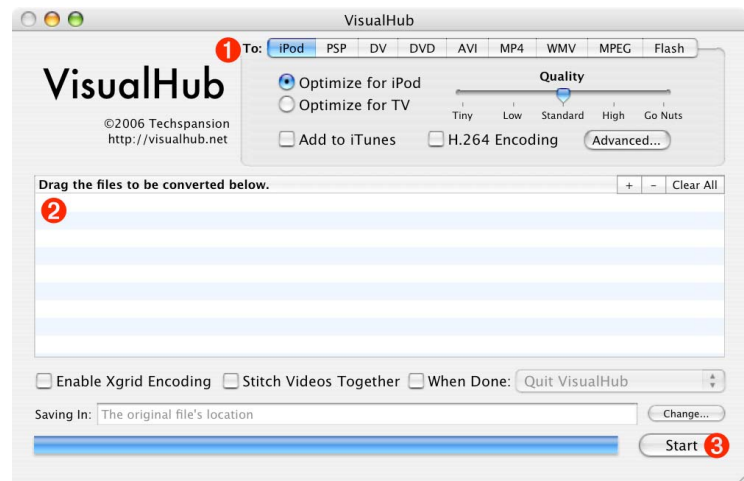 VisualHub
1 To: iPod PSP DV DVD AVI MP4 WMV MPEG Flash
VisualHub
©2006 Techspansion
http://visualhub.net
Optimize for iPod
Optimize for TV
Quality
Tiny Low Standard High Go Nuts
Add to iTunes H.264 Encoding Advanced...
Drag the files to be converted below. + - Clear All
2
Enable Xgrid Encoding Stitch Videos Together When Done: Quit VisualHub
Saving In: The original file's location Change...
Start 3